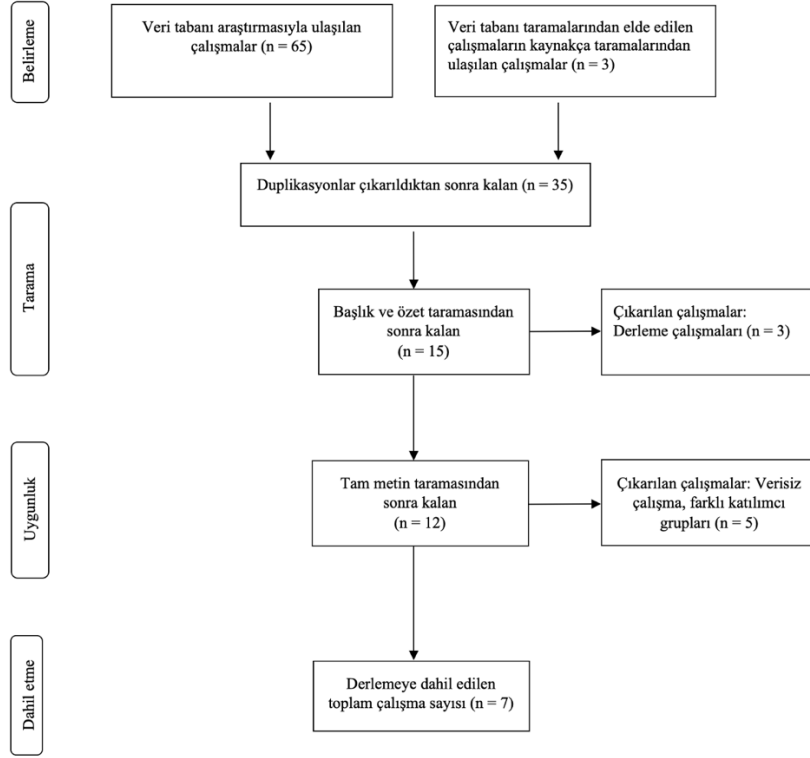 Belirleme
Veri tabanı araştırmasıyla ulaşılan
çalışmalar (n = 65)
Veri tabanı taramalarından elde edilen
çalışmaların kaynakça taramalarından
ulaşılan çalışmalar (n = 3)
Duplikasyonlar çıkarıldıktan sonra kalan (n = 35)
Tarama
Başlık ve özet taramasından
sonra kalan
(n = 15)
Çıkarılan çalışmalar:
Derleme çalışmaları (n = 3)
Uygunluk
Tam metin taramasından
sonra kalan
(n = 12)
Çıkarılan çalışmalar: Verisiz
çalışma, farklı katılımcı
grupları (n = 5)
Dahil etme
Derlemeye dahil edilen
toplam çalışma sayısı (n = 7)